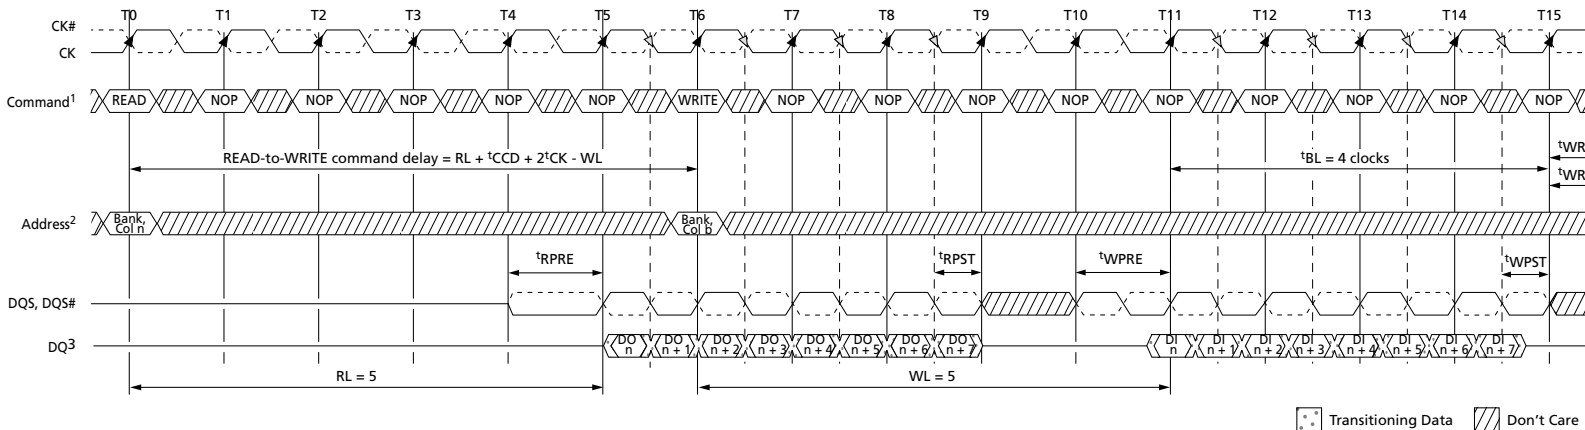 T0 T1 T2 T3 T4 T5 T6 T7 T8 T9 T10 T11 T12 T13 T14 T15
CK#
CK
Command1 READ NOP NOP NOP NOP NOP WRITE NOP NOP NOP NOP NOP NOP NOP NOP NOP
READ-to-WRITE command delay = RL + tCCD + 2tCK - WL
tBL = 4 clocks
tWR
tWR
Address2
Bank,
Col n
Bank,
Col b
tRPRE tRPST tWPRE tWPST
DQS, DQS#
DQ3
DO
n
DO
n + 1
DO
n + 2
DO
n + 3
DO
n + 4
DO
n + 5
DO
n + 6
DO
n + 7
DI
n
DI
n + 1
DI
n + 2
DI
n + 3
DI
n + 4
DI
n + 5
DI
n + 6
DI
n + 7
RL = 5
WL = 5
Transitioning Data
Don't Care